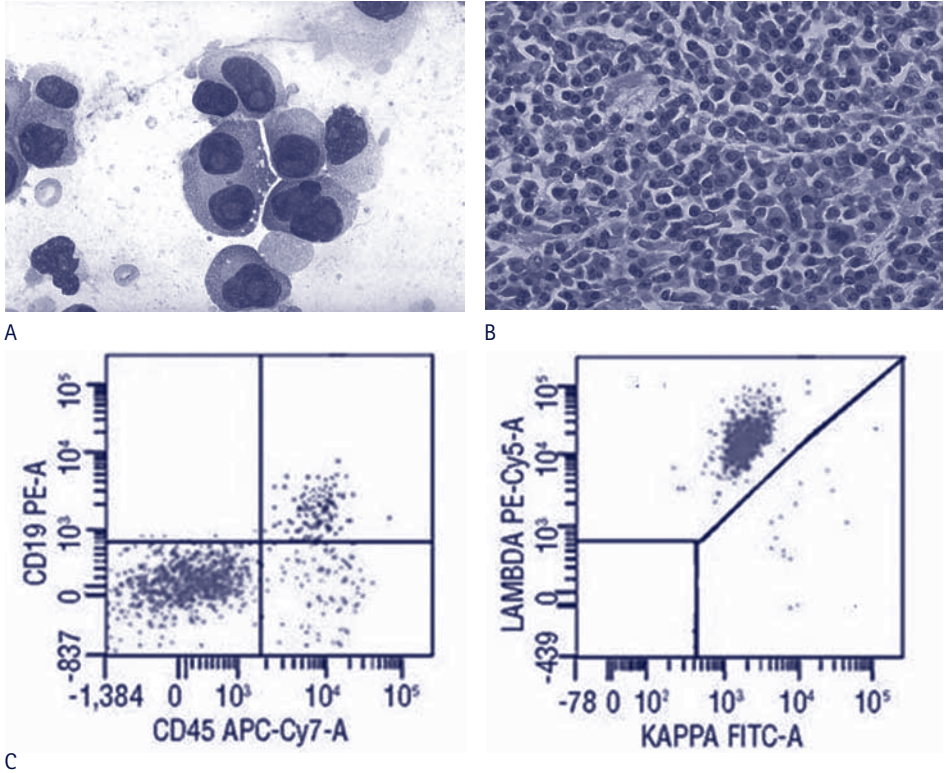 A
B
10⁵
10⁴
10³
0
-837
CD19 PE-A
-1,384 0 10³ 10⁴ 10⁵
CD45 APC-Cy7-A
10⁵
10⁴
10³
0
-439
LAMBDA PE-Cy5-A
-78 0 10² 10³ 10⁴ 10⁵
KAPPA FITC-A
C